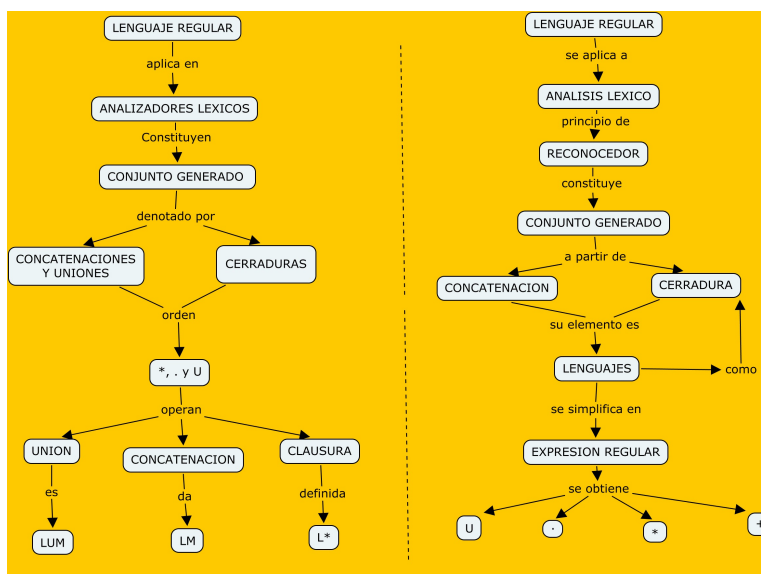 LENGUAJE REGULAR
aplica en
ANALIZADORES LEXICOS
Constituyen
CONJUNTO GENERADO
denotado por
CONCATENACIONES
Y UNIONES
CERRADURAS
orden
*, . y U
operan
UNION
CONCATENACION
CLAUSURA
es
da
definida
LUM
LM
L*
LENGUAJE REGULAR
se aplica a
ANALISIS LEXICO
principio de
RECONOCEDOR
constituye
CONJUNTO GENERADO
a partir de
CONCATENACION
CERRADURA
su elemento es
LENGUAJES
como
se simplifica en
EXPRESION REGULAR
se obtiene
U
.
*
+